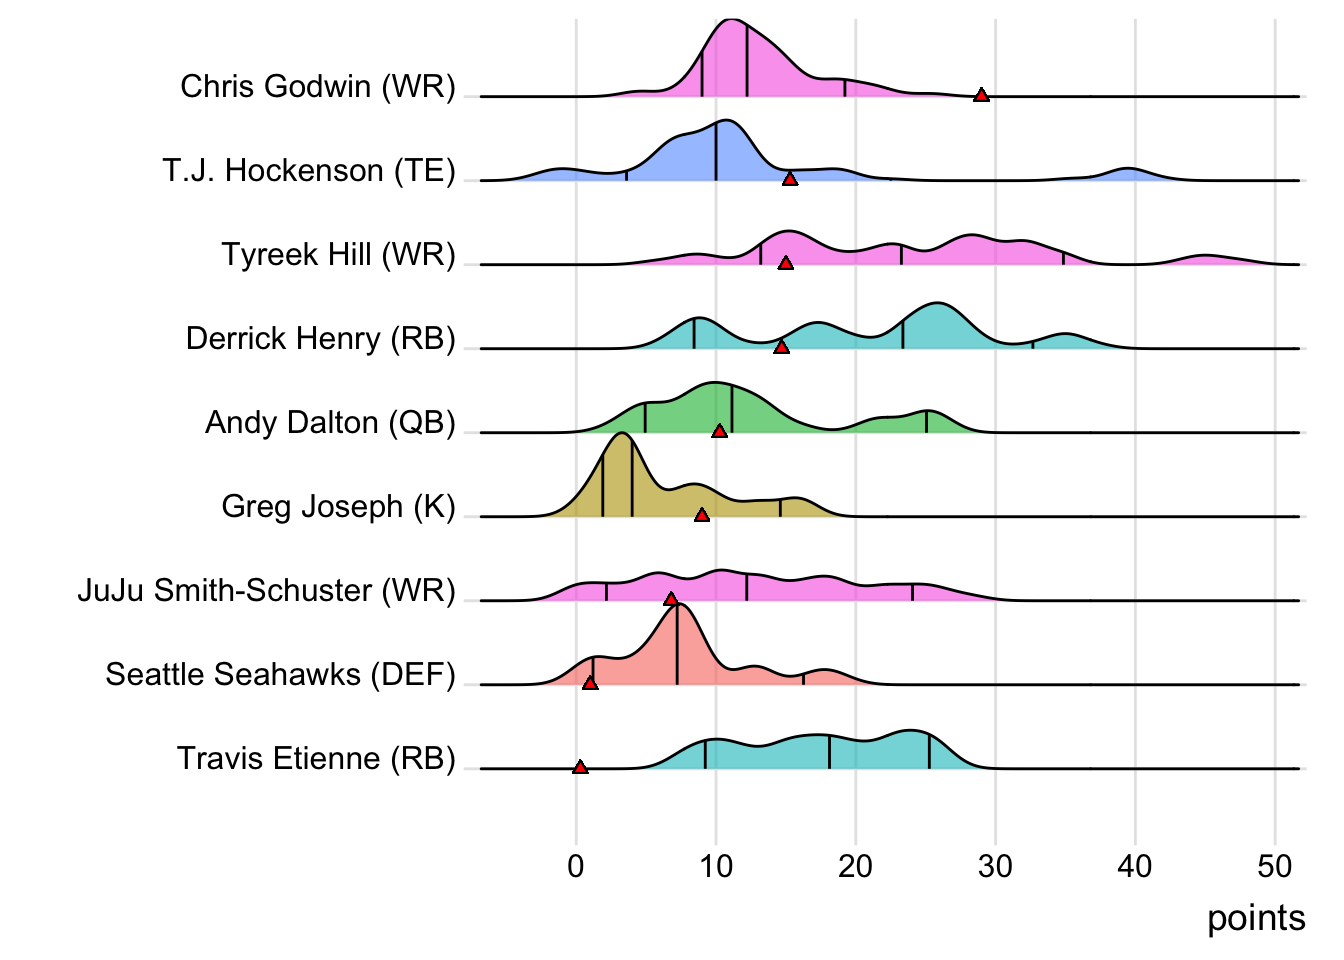 Chris Godwin (WR)
T.J. Hockenson (TE)
Tyreek Hill (WR)
Derrick Henry (RB)
Andy Dalton (QB)
Greg Joseph (K)
JuJu Smith-Schuster (WR)
Seattle Seahawks (DEF)
Travis Etienne (RB)
0 10 20 30 40 50
points